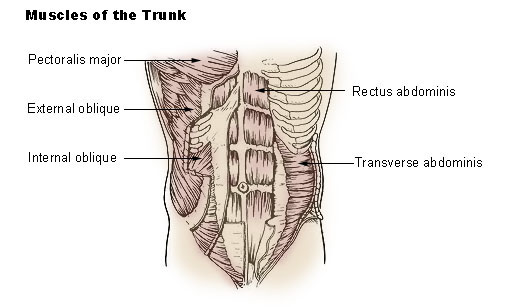 Muscles of the Trunk
Pectoralis major
Rectus abdominis
External oblique
Internal oblique
Transverse abdominis